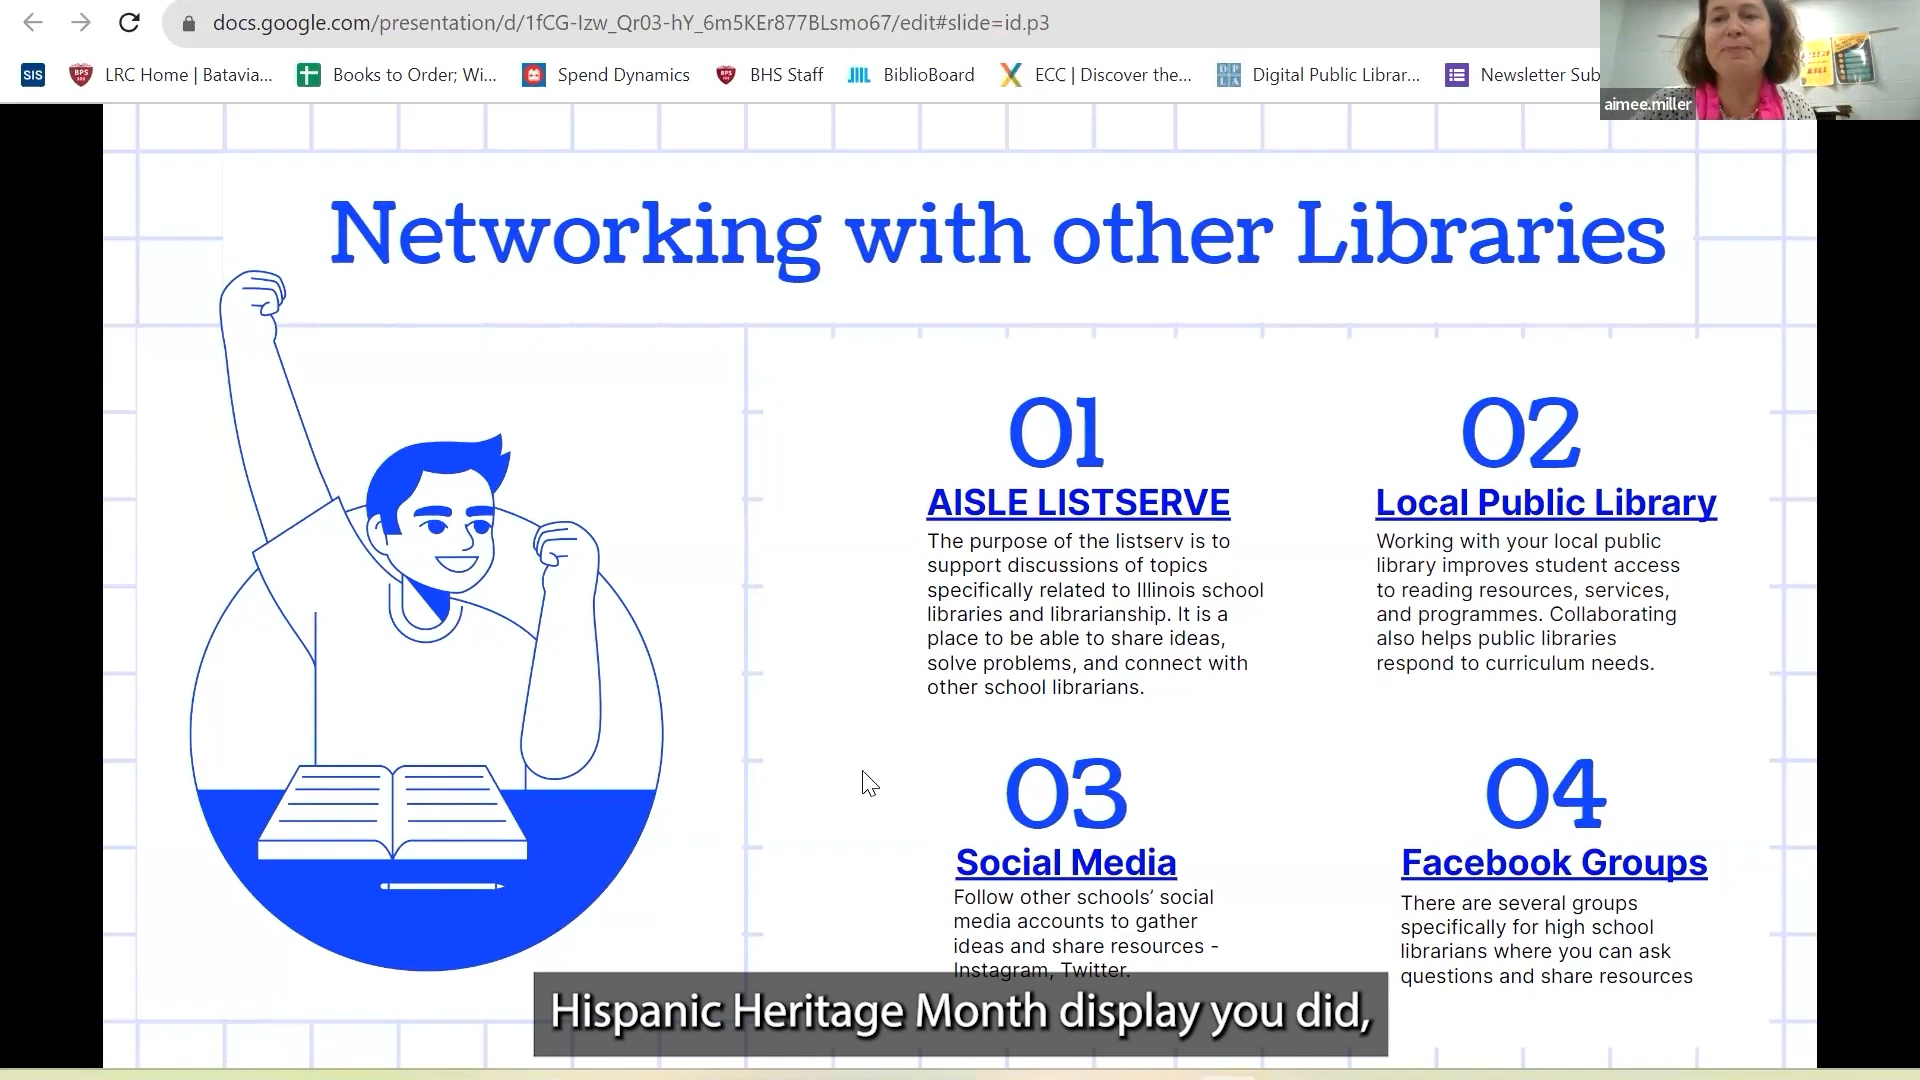 docs.google.com/presentation/d/1fCG-Izw_Qr03-hY_6m5KEr877BLsmo67/edit#slide=id.p3
SIS LRC Home | Batavia... Books to Order; Wi... Spend Dynamics BHS Staff BiblioBoard ECC | Discover the... Digital Public Librar... Newsletter Sub
aimee.miller
Networking with other Libraries
01
AISLE LISTSERVE
The purpose of the listserv is to
support discussions of topics
specifically related to Illinois school
libraries and librarianship. It is a
place to be able to share ideas,
solve problems, and connect with
other school librarians.
02
Local Public Library
Working with your local public
library improves student access
to reading resources, services,
and programmes. Collaborating
also helps public libraries
respond to curriculum needs.
03
Social Media
Follow other schools’ social
media accounts to gather
ideas and share resources -
Instagram, Twitter.
04
Facebook Groups
There are several groups
specifically for high school
librarians where you can ask
questions and share resources
Hispanic Heritage Month display you did,